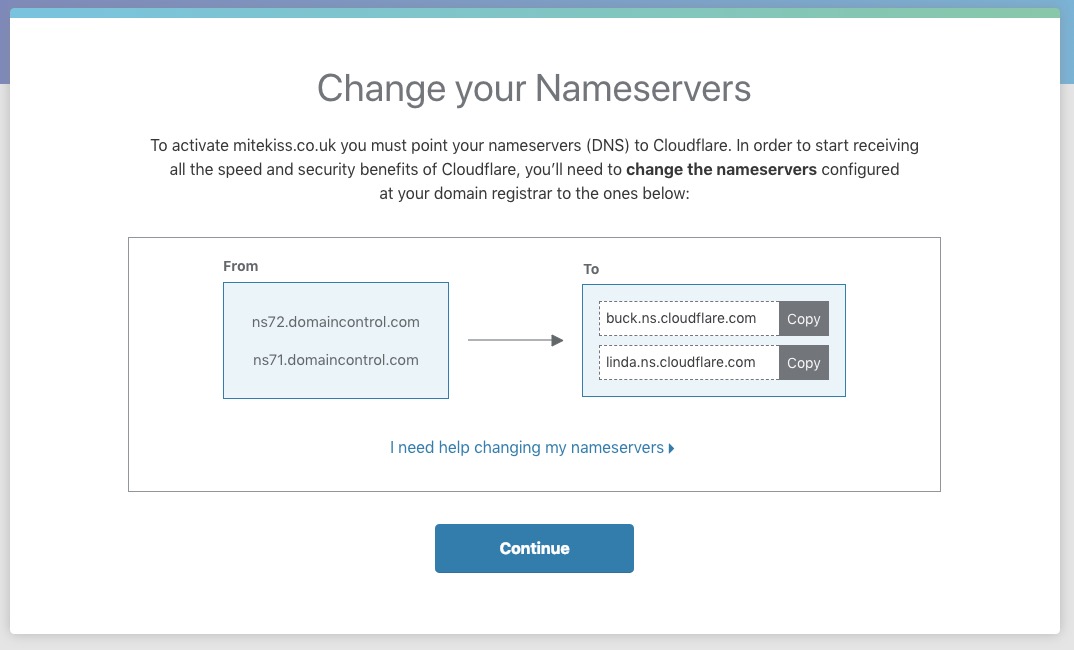 Change your Nameservers
To activate mitekiss.co.uk you must point your nameservers (DNS) to Cloudflare. In order to start receiving
all the speed and security benefits of Cloudflare, you’ll need to change the nameservers configured
at your domain registrar to the ones below:
From
ns72.domaincontrol.com
ns71.domaincontrol.com
To
buck.ns.cloudflare.com Copy
linda.ns.cloudflare.com Copy
I need help changing my nameservers
Continue